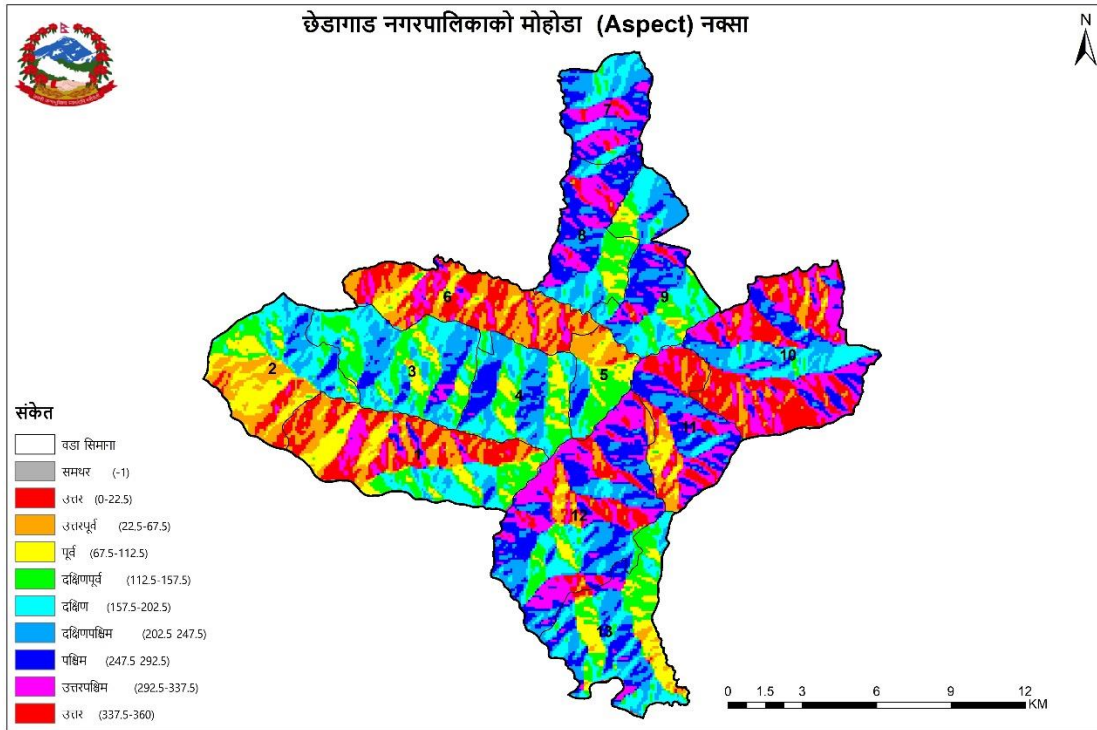 छेडागाड नगरपालिकाको मोहोडा (Aspect) नक्सा
N
7
8
9
6
10
2
3
4
5
1
11
12
13
संकेत
वडा सिमाना
समथर (-1)
उत्तर (0-22.5)
उत्तरपूर्व (22.5-67.5)
पूर्व (67.5-112.5)
दक्षिणपूर्व (112.5-157.5)
दक्षिण (157.5-202.5)
दक्षिणपश्चिम (202.5 247.5)
पश्चिम (247.5 292.5)
उत्तरपश्चिम (292.5-337.5)
उत्तर (337.5-360)
0 1.5 3 6 9 12
KM